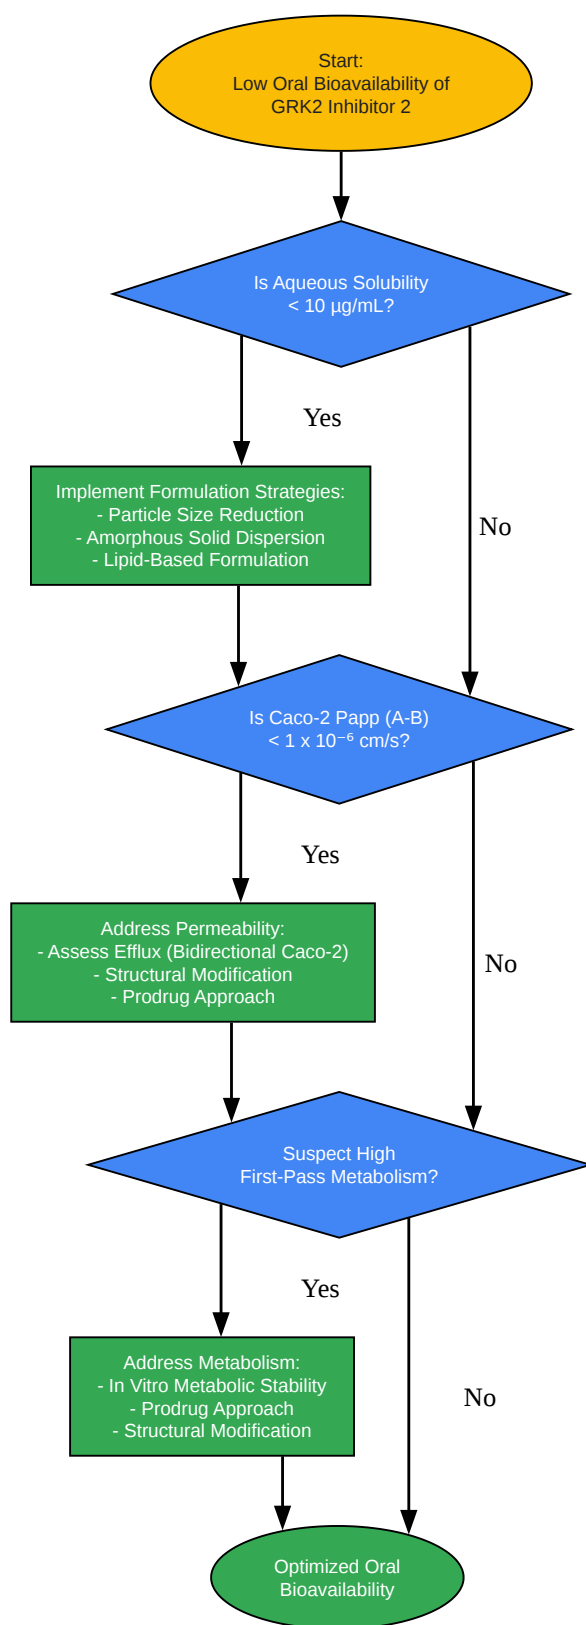 Start:
Low Oral Bioavailability of
GRK2 Inhibitor 2
Is Aqueous Solubility
< 10 µg/mL?
Yes
Implement Formulation Strategies:
- Particle Size Reduction
- Amorphous Solid Dispersion
- Lipid-Based Formulation
No
Is Caco-2 Papp (A-B)
< 1 x 10⁻⁶ cm/s?
Yes
Address Permeability:
- Assess Efflux (Bidirectional Caco-2)
- Structural Modification
- Prodrug Approach
No
Suspect High
First-Pass Metabolism?
Yes
Address Metabolism:
- In Vitro Metabolic Stability
- Prodrug Approach
- Structural Modification
No
Optimized Oral
Bioavailability